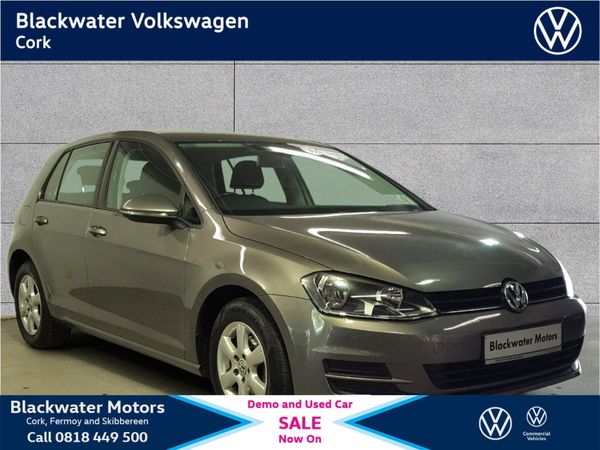 Blackwater Volkswagen
Cork
Blackwater Motors
Blackwater Motors
Cork, Fermoy and Skibbereen
Call 0818 449 500
Demo and Used Car
SALE
Now On
Commercial
Vehicles